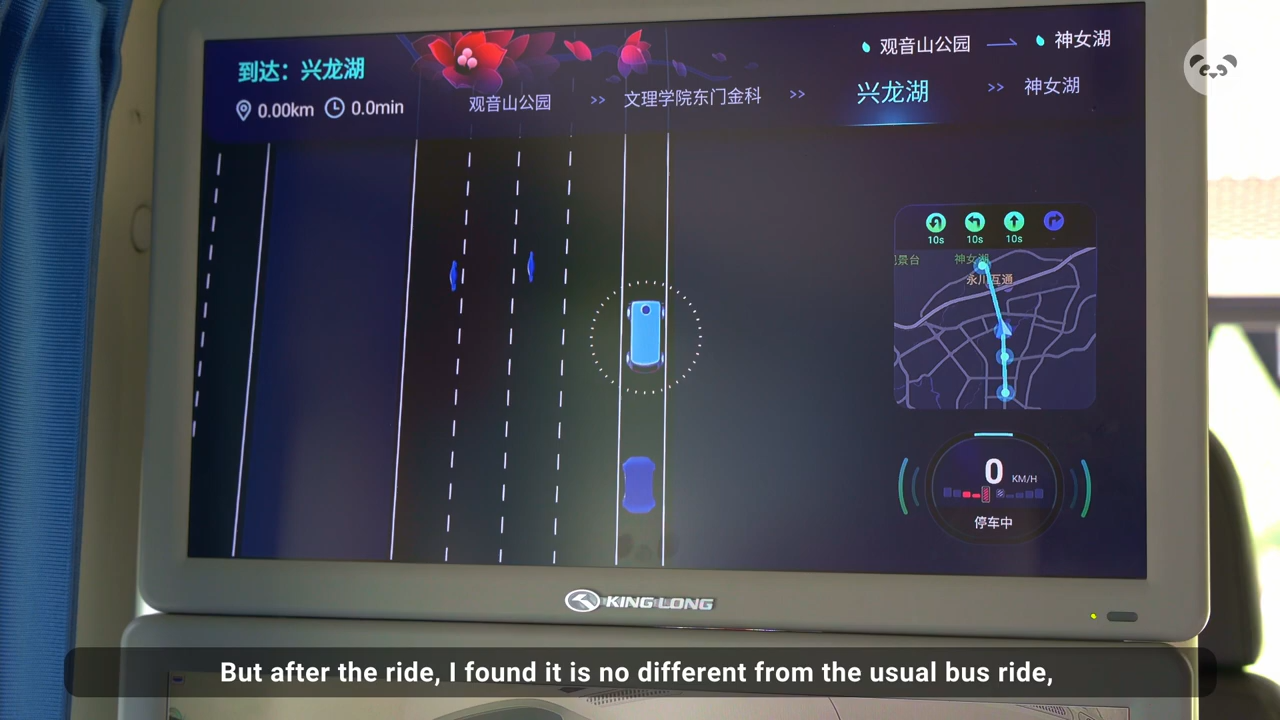 到达：兴龙湖
0.00km 0.0min
观音山公园 神女湖
观音山公园 >> 文理学院东门金科 >> 兴龙湖 >> 神女湖
10s 10s 10s
景台 神女湖
永川互通
0 KM/H
停车中
KING LONG
But after the ride, I found it is no different from the usual bus ride,